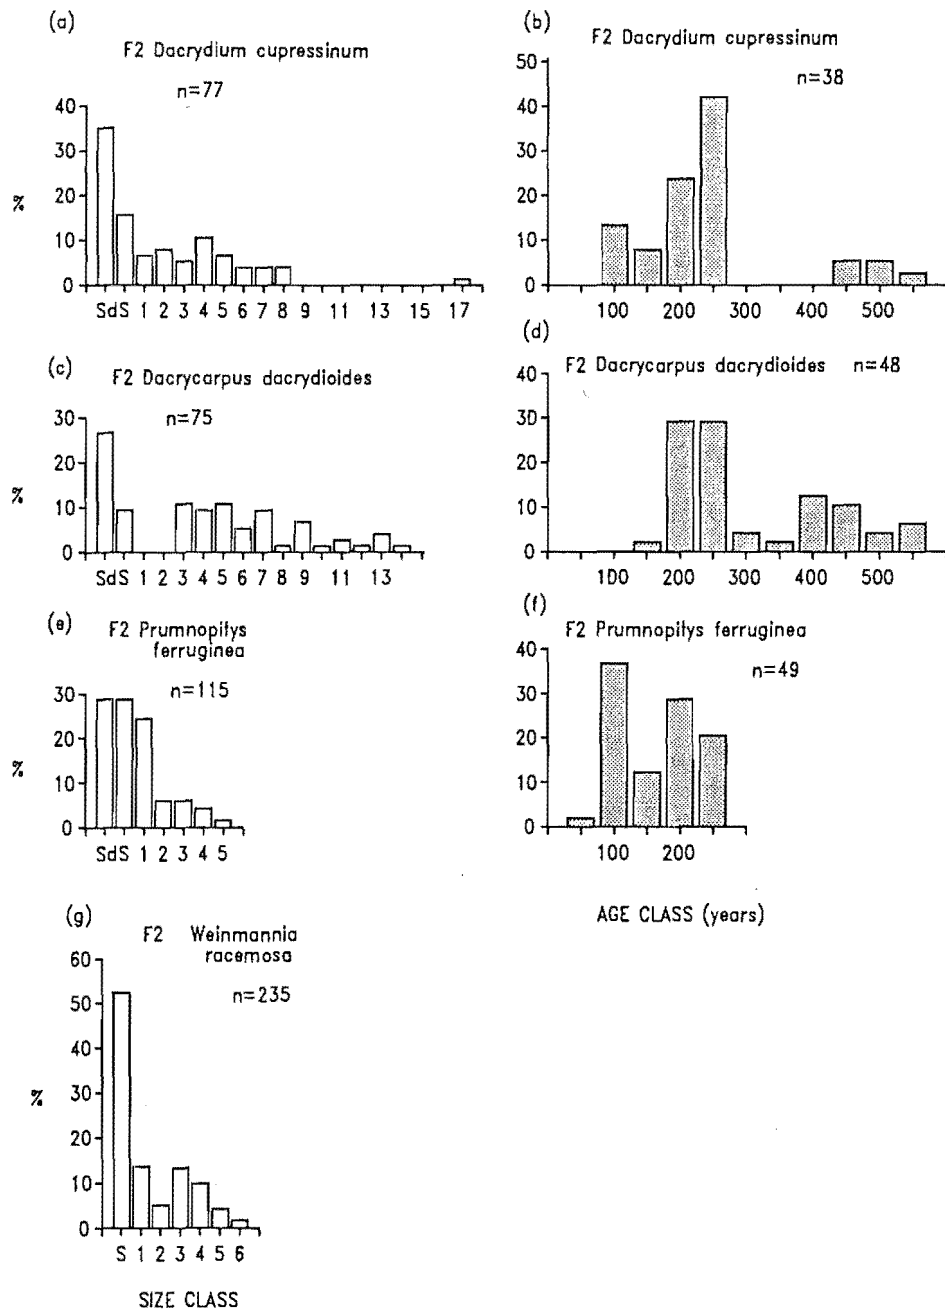 (a)
F2 Dacrydium cupressinum
n=77
40
30
%
20
10
0
SdS 1 2 3 4 5 6 7 8 9 11 13 15 17
(b)
F2 Dacrydium cupressinum
50
n=38
40
30
20
10
0
100 200 300 400 500
(c)
F2 Dacrycarpus dacrydioides
n=75
30
20
%
10
0
SdS 1 2 3 4 5 6 7 8 9 11 13
(d)
F2 Dacrycarpus dacrydioides n=48
40
30
20
10
0
100 200 300 400 500
(e)
F2 Prumnopitys
ferruginea
n=115
30
20
%
10
0
SdS 1 2 3 4 5
(f)
F2 Prumnopitys ferruginea
40
n=49
30
20
10
0
100 200
AGE CLASS (years)
(g)
F2 Weinmannia
racemosa
60
n=235
50
40
%
30
20
10
0
S 1 2 3 4 5 6
SIZE CLASS